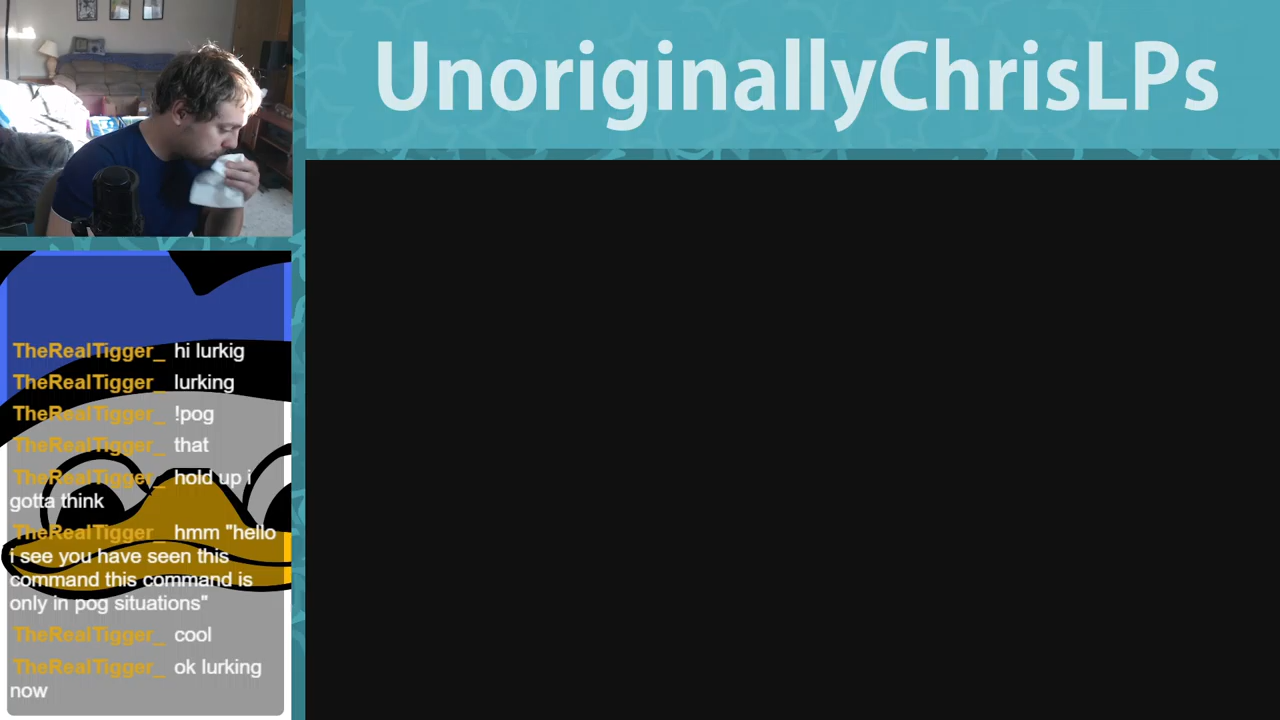 UnoriginallyChrisLPs
TheRealTigger_ hi lurkig
TheRealTigger_ lurking
TheRealTigger_ !pog
TheRealTigger_ that
TheRealTigger_ hold up i
gotta think
TheRealTigger_ hmm "hello
i see you have seen this
command this command is
only in pog situations"
TheRealTigger_ cool
TheRealTigger_ ok lurking
now